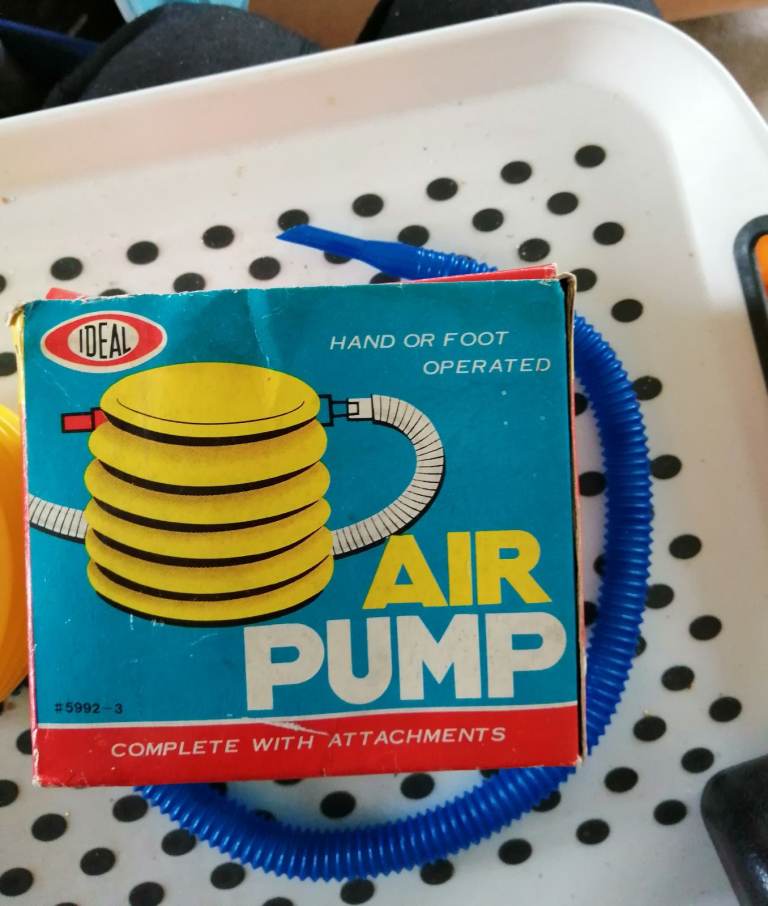 IDEAL
HAND OR FOOT
OPERATED
AIR
PUMP
#5992-3
COMPLETE WITH ATTACHMENTS